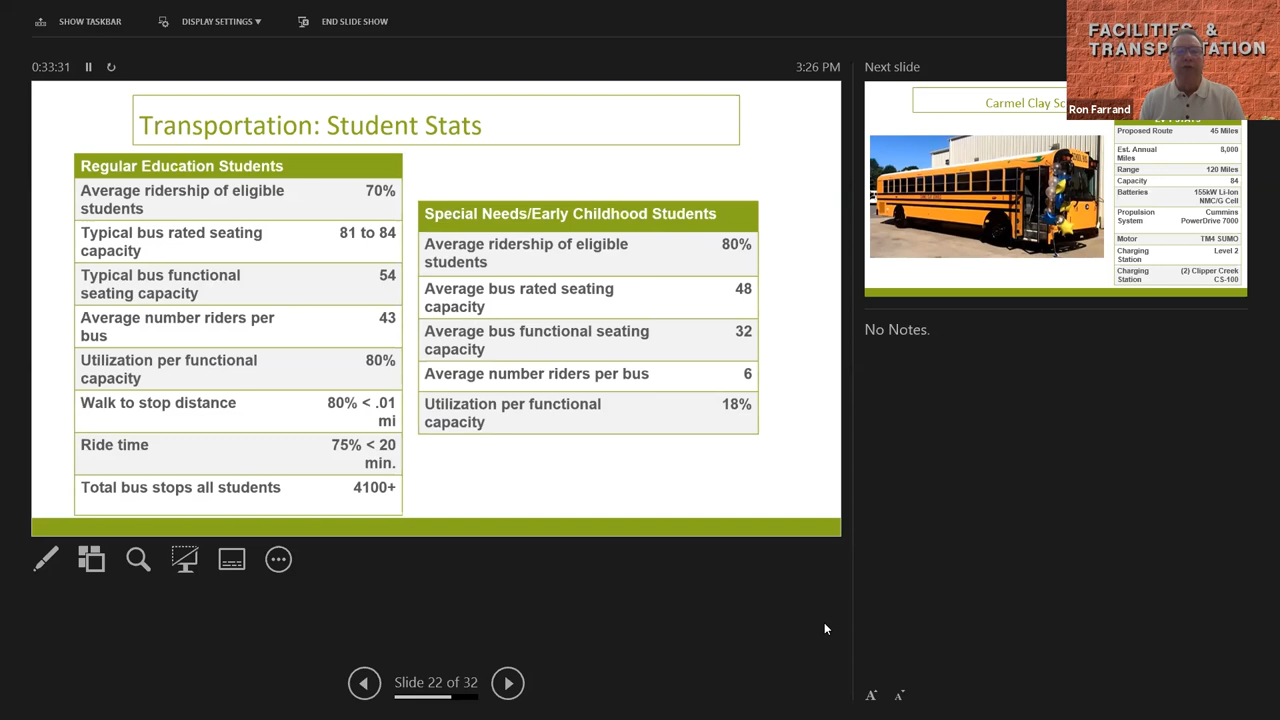 SHOW TASKBAR
DISPLAY SETTINGS ▼
END SLIDE SHOW
0:33:31
3:26 PM
Transportation: Student Stats
Regular Education Students
Average ridership of eligible 70%
students
Typical bus rated seating 81 to 84
capacity
Typical bus functional 54
seating capacity
Average number riders per 43
bus
Utilization per functional 80%
capacity
Walk to stop distance 80% < .01
mi
Ride time 75% < 20
min.
Total bus stops all students 4100+
Special Needs/Early Childhood Students
Average ridership of eligible 80%
students
Average bus rated seating 48
capacity
Average bus functional seating 32
capacity
Average number riders per bus 6
Utilization per functional 18%
capacity
Slide 22 of 32
Next slide
FACILITIES &
TRANSPORTATION
Ron Farrand
Carmel Clay
Proposed Route 45 Miles
Est. Annual 8,000
Miles
Range 120 Miles
Capacity 84
Batteries 155kW Li-Ion
NMC/G Cell
Propulsion Cummins
System PowerDrive 7000
Motor TM4 SUMO
Charging Level 2
Station
Charging (2) Clipper Creek
Station CS-100
No Notes.
A A